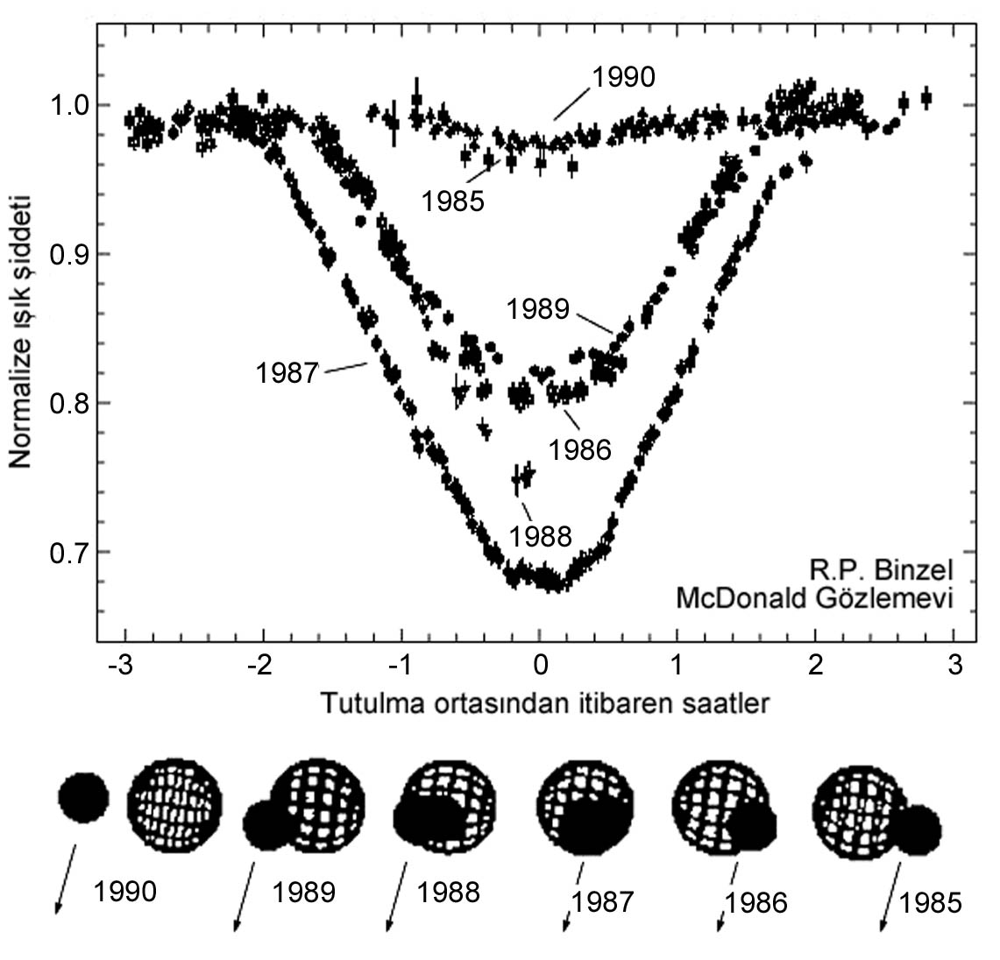 1.0
0.9
0.8
0.7
Normalize ışık şiddeti
1990
1985
1989
1987
1986
1988
R.P. Binzel
McDonald Gözlemevi
-3 -2 -1 0 1 2 3
Tutulma ortasından itibaren saatler
1990 1989 1988 1987 1986 1985